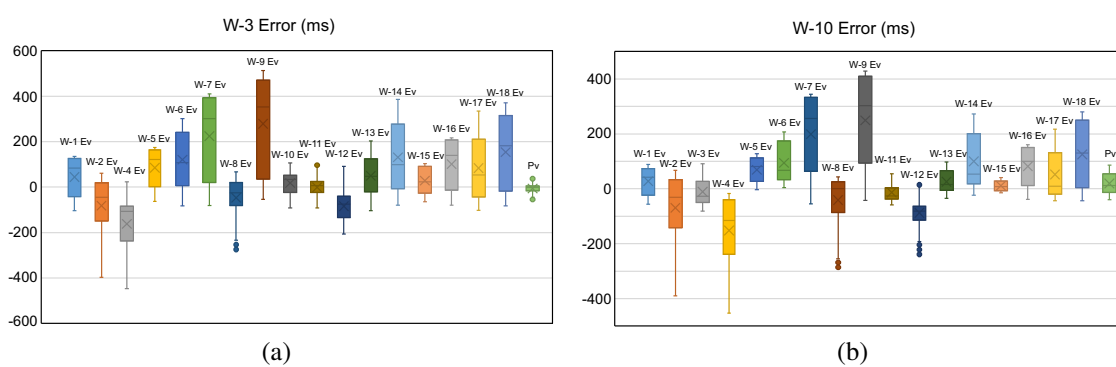 W-3 Error (ms)
600
400
200
0
-200
-400
-600
W-1 Ev
W-2 Ev
W-4 Ev
W-5 Ev
W-6 Ev
W-7 Ev
W-8 Ev
W-9 Ev
W-10 Ev
W-11 Ev
W-12 Ev
W-13 Ev
W-14 Ev
W-15 Ev
W-16 Ev
W-17 Ev
W-18 Ev
Pv
(a)
W-10 Error (ms)
400
200
0
-200
-400
W-1 Ev
W-2 Ev
W-3 Ev
W-4 Ev
W-5 Ev
W-6 Ev
W-7 Ev
W-8 Ev
W-9 Ev
W-11 Ev
W-12 Ev
W-13 Ev
W-14 Ev
W-15 Ev
W-16 Ev
W-17 Ev
W-18 Ev
Pv
(b)